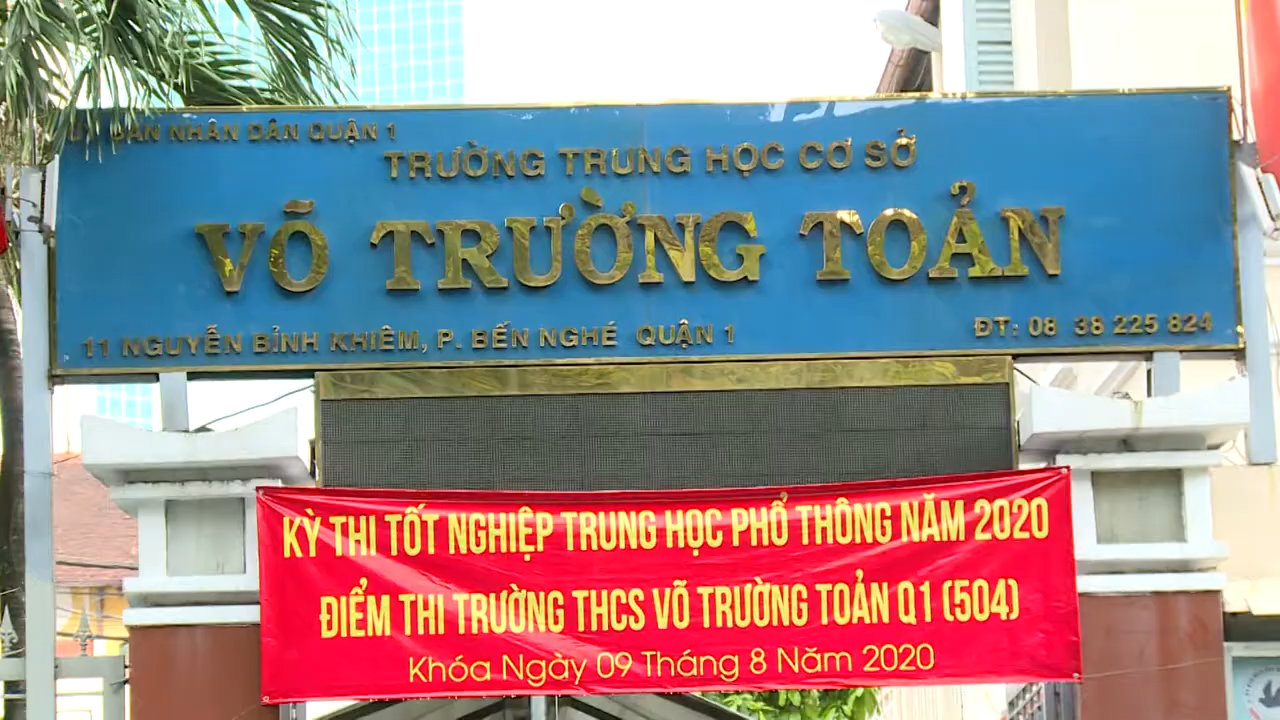 BAN NHÂN DÂN QUẬN 1
TRƯỜNG TRUNG HỌC CƠ SỞ
VÕ TRƯỜNG TOẢN
11 NGUYỄN BỈNH KHIÊM, P. BẾN NGHÉ QUẬN 1
ĐT: 08 38 225 824
KỲ THI TỐT NGHIỆP TRUNG HỌC PHỔ THÔNG NĂM 2020
ĐIỂM THI TRƯỜNG THCS VÕ TRƯỜNG TOẢN Q1 (504)
Khóa Ngày 09 Tháng 8 Năm 2020